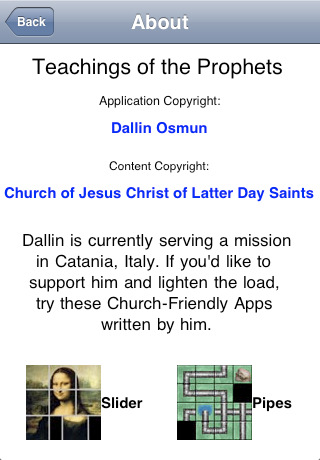 Back
About
Teachings of the Prophets
Application Copyright:
Dallin Osmun
Content Copyright:
Church of Jesus Christ of Latter Day Saints
Dallin is currently serving a mission
in Catania, Italy. If you'd like to
support him and lighten the load,
try these Church-Friendly Apps
written by him.
Slider
Pipes